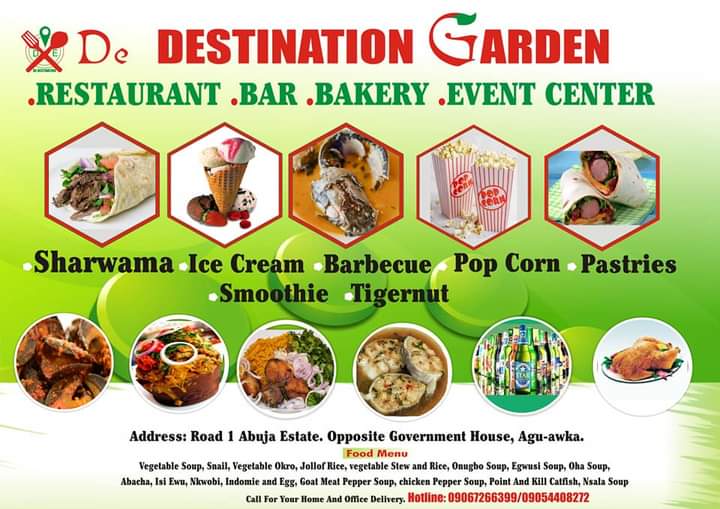 De DESTINATION GARDEN
.RESTAURANT .BAR .BAKERY .EVENT CENTER
POP CORN POP CORN
Sharwama Ice Cream Barbecue Pop Corn Pastries
Smoothie Tigernut
Address: Road 1 Abuja Estate. Opposite Government House, Agu-awka.
Food Menu
Vegetable Soup, Snail, Vegetable Okro, Jollof Rice, vegetable Stew and Rice, Onugbo Soup, Egwusi Soup, Oha Soup,
Abacha, Isi Ewu, Nkwobi, Indomie and Egg, Goat Meat Pepper Soup, chicken Pepper Soup, Point And Kill Catfish, Nsala Soup
Call For Your Home And Office Delivery. Hotline: 09067266399/09054408272